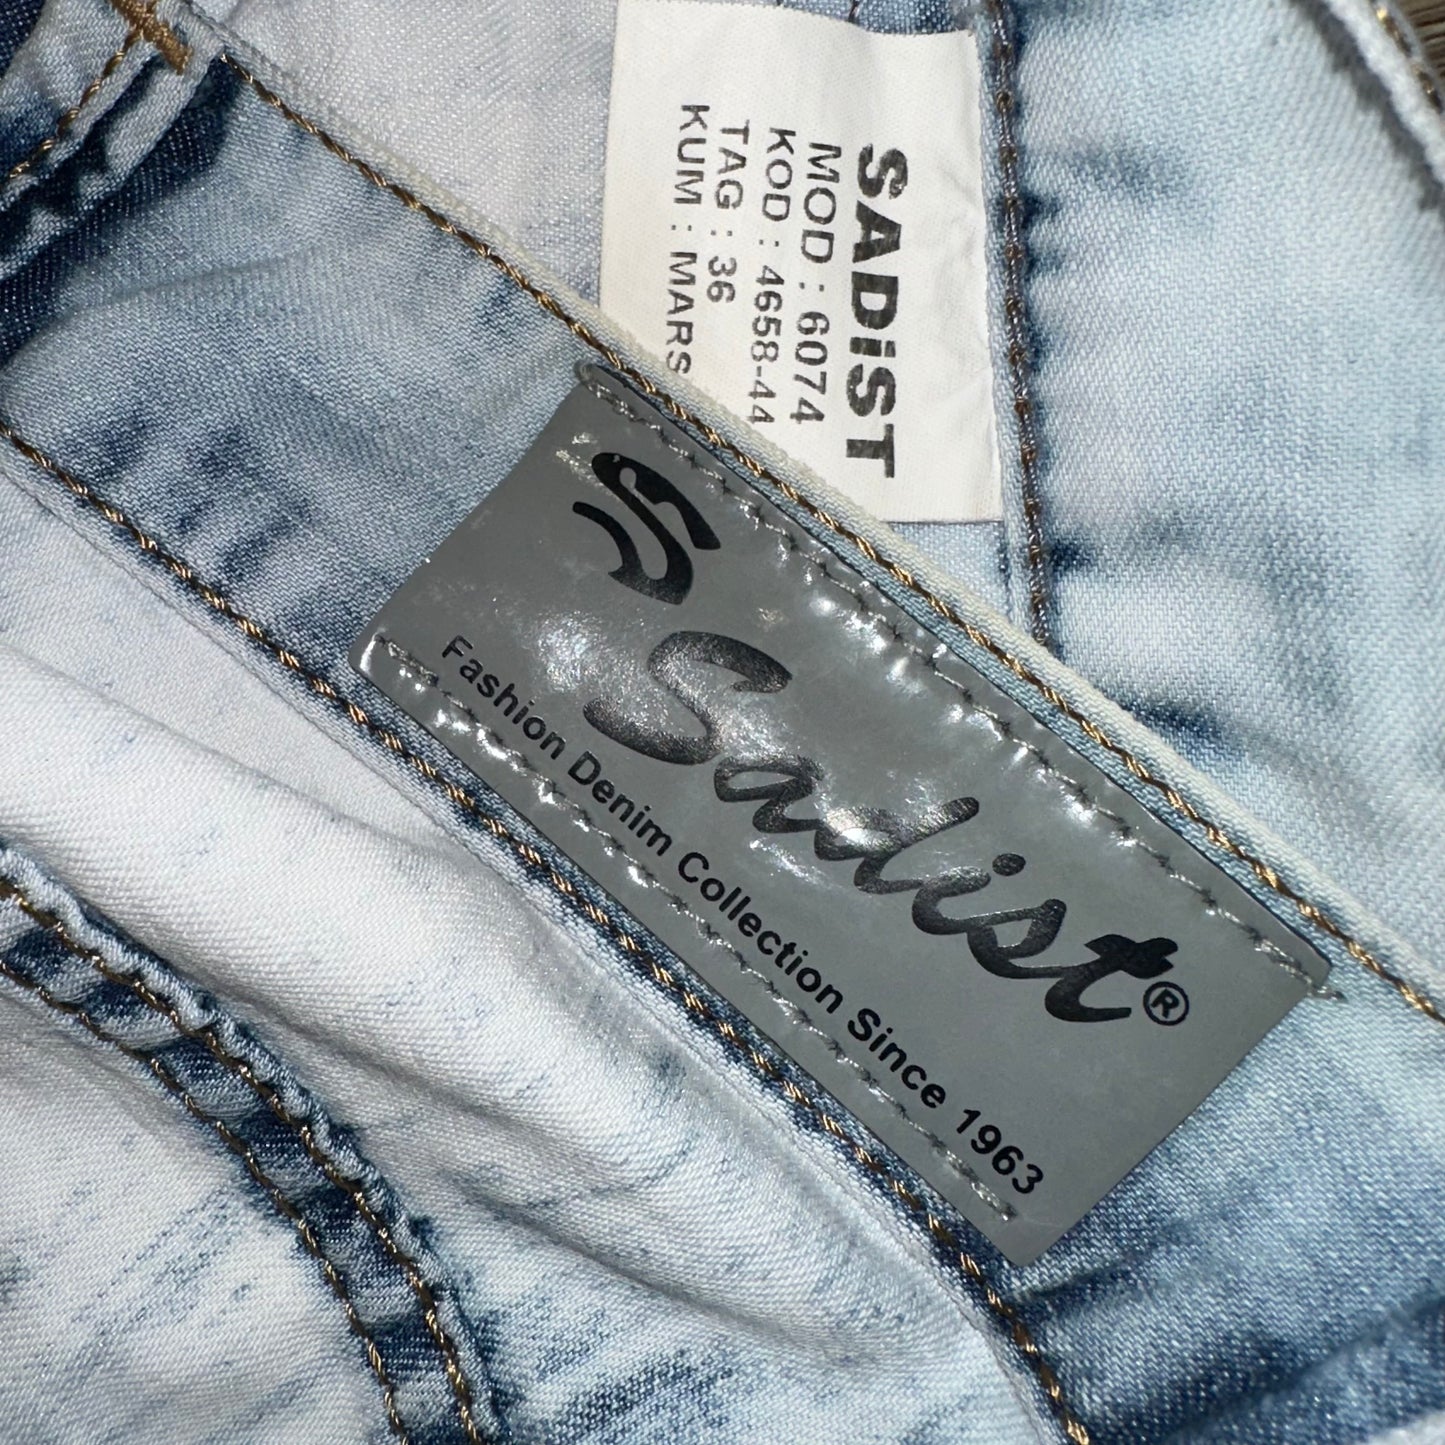 SADiST
MOD : 6074
KOD : 4658-44
TAG : 36
KUM : MARS
Sadist®
Fashion Denim Collection Since 1963